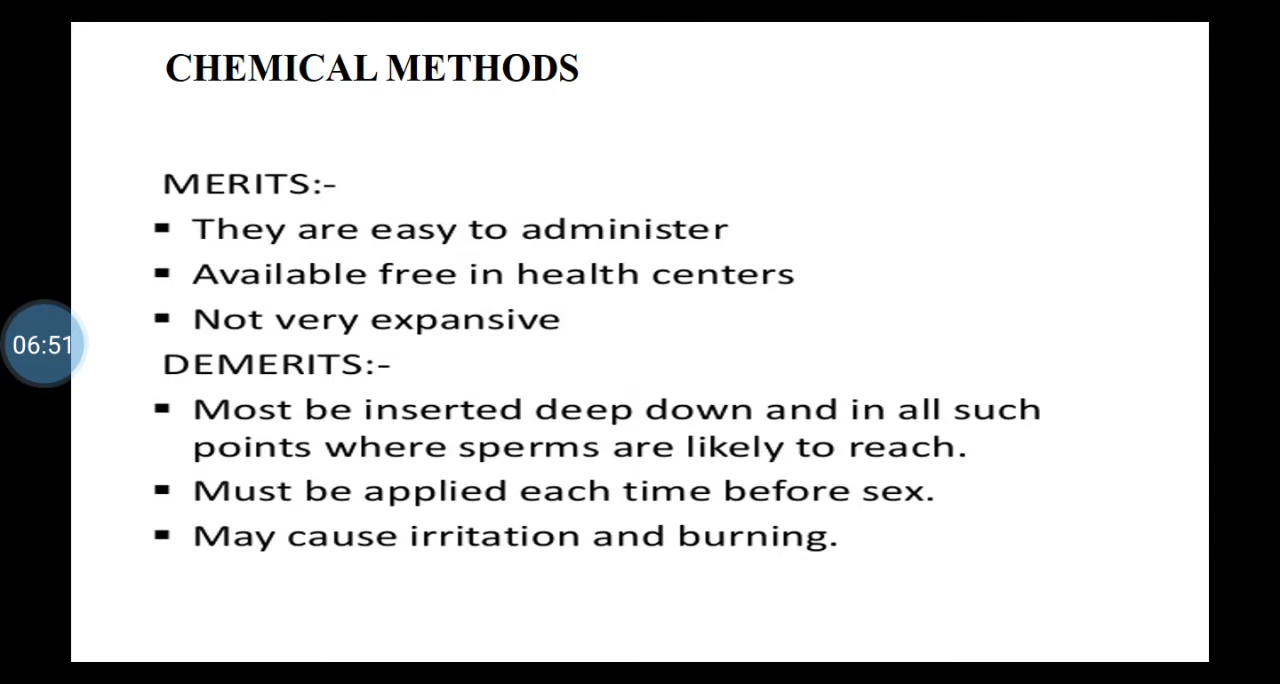 CHEMICAL METHODS
MERITS:-
▪ They are easy to administer
▪ Available free in health centers
▪ Not very expansive
06:51
DEMERITS:-
▪ Most be inserted deep down and in all such
points where sperms are likely to reach.
▪ Must be applied each time before sex.
▪ May cause irritation and burning.